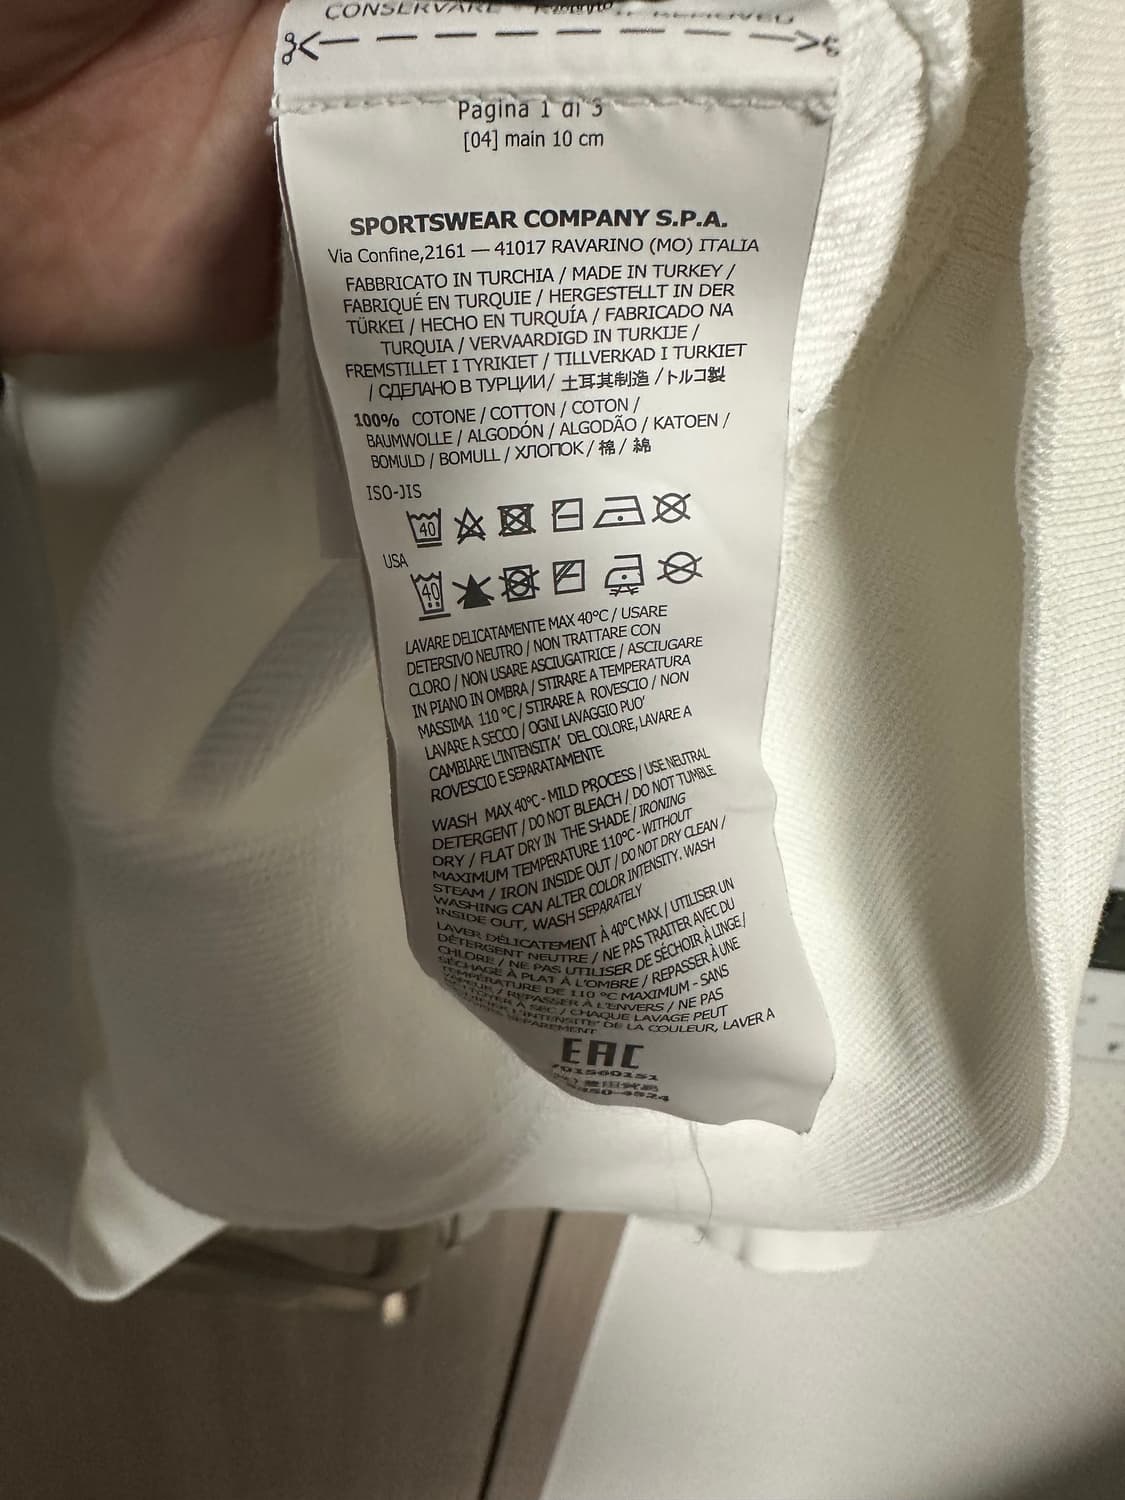 CONSERVARE
REMOVED
Pagina 1 di 3
[04] main 10 cm
SPORTSWEAR COMPANY S.P.A.
Via Confine,2161 — 41017 RAVARINO (MO) ITALIA
FABBRICATO IN TURCHIA / MADE IN TURKEY /
FABRIQUÉ EN TURQUIE / HERGESTELLT IN DER
TÜRKEI / HECHO EN TURQUÍA / FABRICADO NA
TURQUIA / VERVAARDIGD IN TURKIJE /
FREMSTILLET I TYRIKIET / TILLVERKAD I TURKIET
/ СДЕЛАНО В ТУРЦИИ / 土耳其制造 / トルコ製
100% COTONE / COTTON / COTON /
BAUMWOLLE / ALGODÓN / ALGODÃO / KATOEN /
BOMULD / BOMULL / ХЛОПОК / 棉 / 綿
ISO-JIS
40
USA
40
LAVARE DELICATAMENTE MAX 40°C / USARE
DETERSIVO NEUTRO / NON TRATTARE CON
CLORO / NON USARE ASCIUGATRICE / ASCIUGARE
IN PIANO IN OMBRA / STIRARE A TEMPERATURA
MASSIMA 110 °C / STIRARE A ROVESCIO / NON
LAVARE A SECCO / OGNI LAVAGGIO PUO'
CAMBIARE L'INTENSITA' DEL COLORE, LAVARE A
ROVESCIO E SEPARATAMENTE
WASH MAX 40°C - MILD PROCESS / USE NEUTRAL
DETERGENT / DO NOT BLEACH / DO NOT TUMBLE
DRY / FLAT DRY IN THE SHADE / IRONING
MAXIMUM TEMPERATURE 110°C - WITHOUT
STEAM / IRON INSIDE OUT / DO NOT DRY CLEAN /
WASHING CAN ALTER COLOR INTENSITY. WASH
INSIDE OUT, WASH SEPARATELY
LAVER DÉLICATEMENT À 40°C MAX / UTILISER UN
DÉTERGENT NEUTRE / NE PAS TRAITER AVEC DU
CHLORE / NE PAS UTILISER DE SÉCHOIR À LINGE /
SÉCHAGE À PLAT À L'OMBRE / REPASSER À UNE
TEMPÉRATURE DE 110 °C MAXIMUM - SANS
VAPEUR / REPASSER À L'ENVERS / NE PAS
NETTOYER À SEC / CHAQUE LAVAGE PEUT
L'INTENSITE' DE LA COULEUR, LAVER A
SEPAREMENT
EAC
701560151
4524